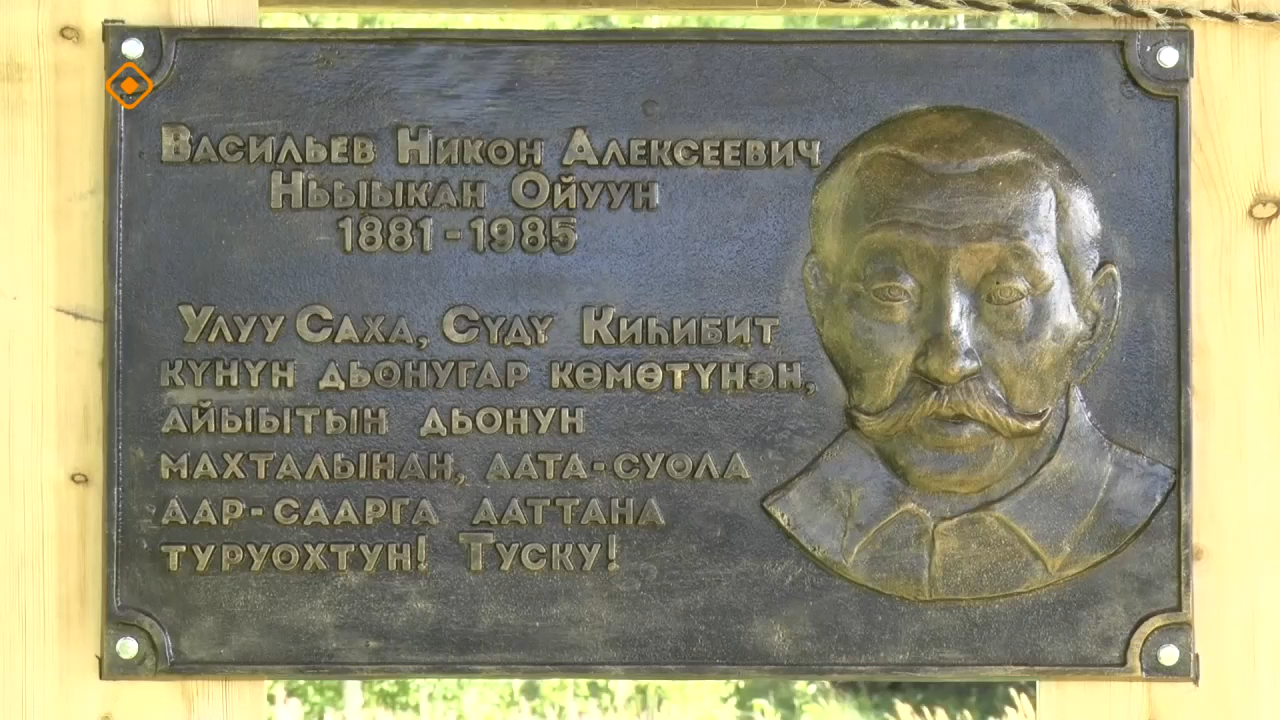 Васильев Никон Алексеевич
Ньыыкан Ойуун
1881 - 1985
Улуу Саха, Сүдү Киһибит
күнүн дьонугар көмөтүнэн,
айыытын дьонун
махталынан, аата-суола
аар-саарга ааттана
туруохтун! Туску!